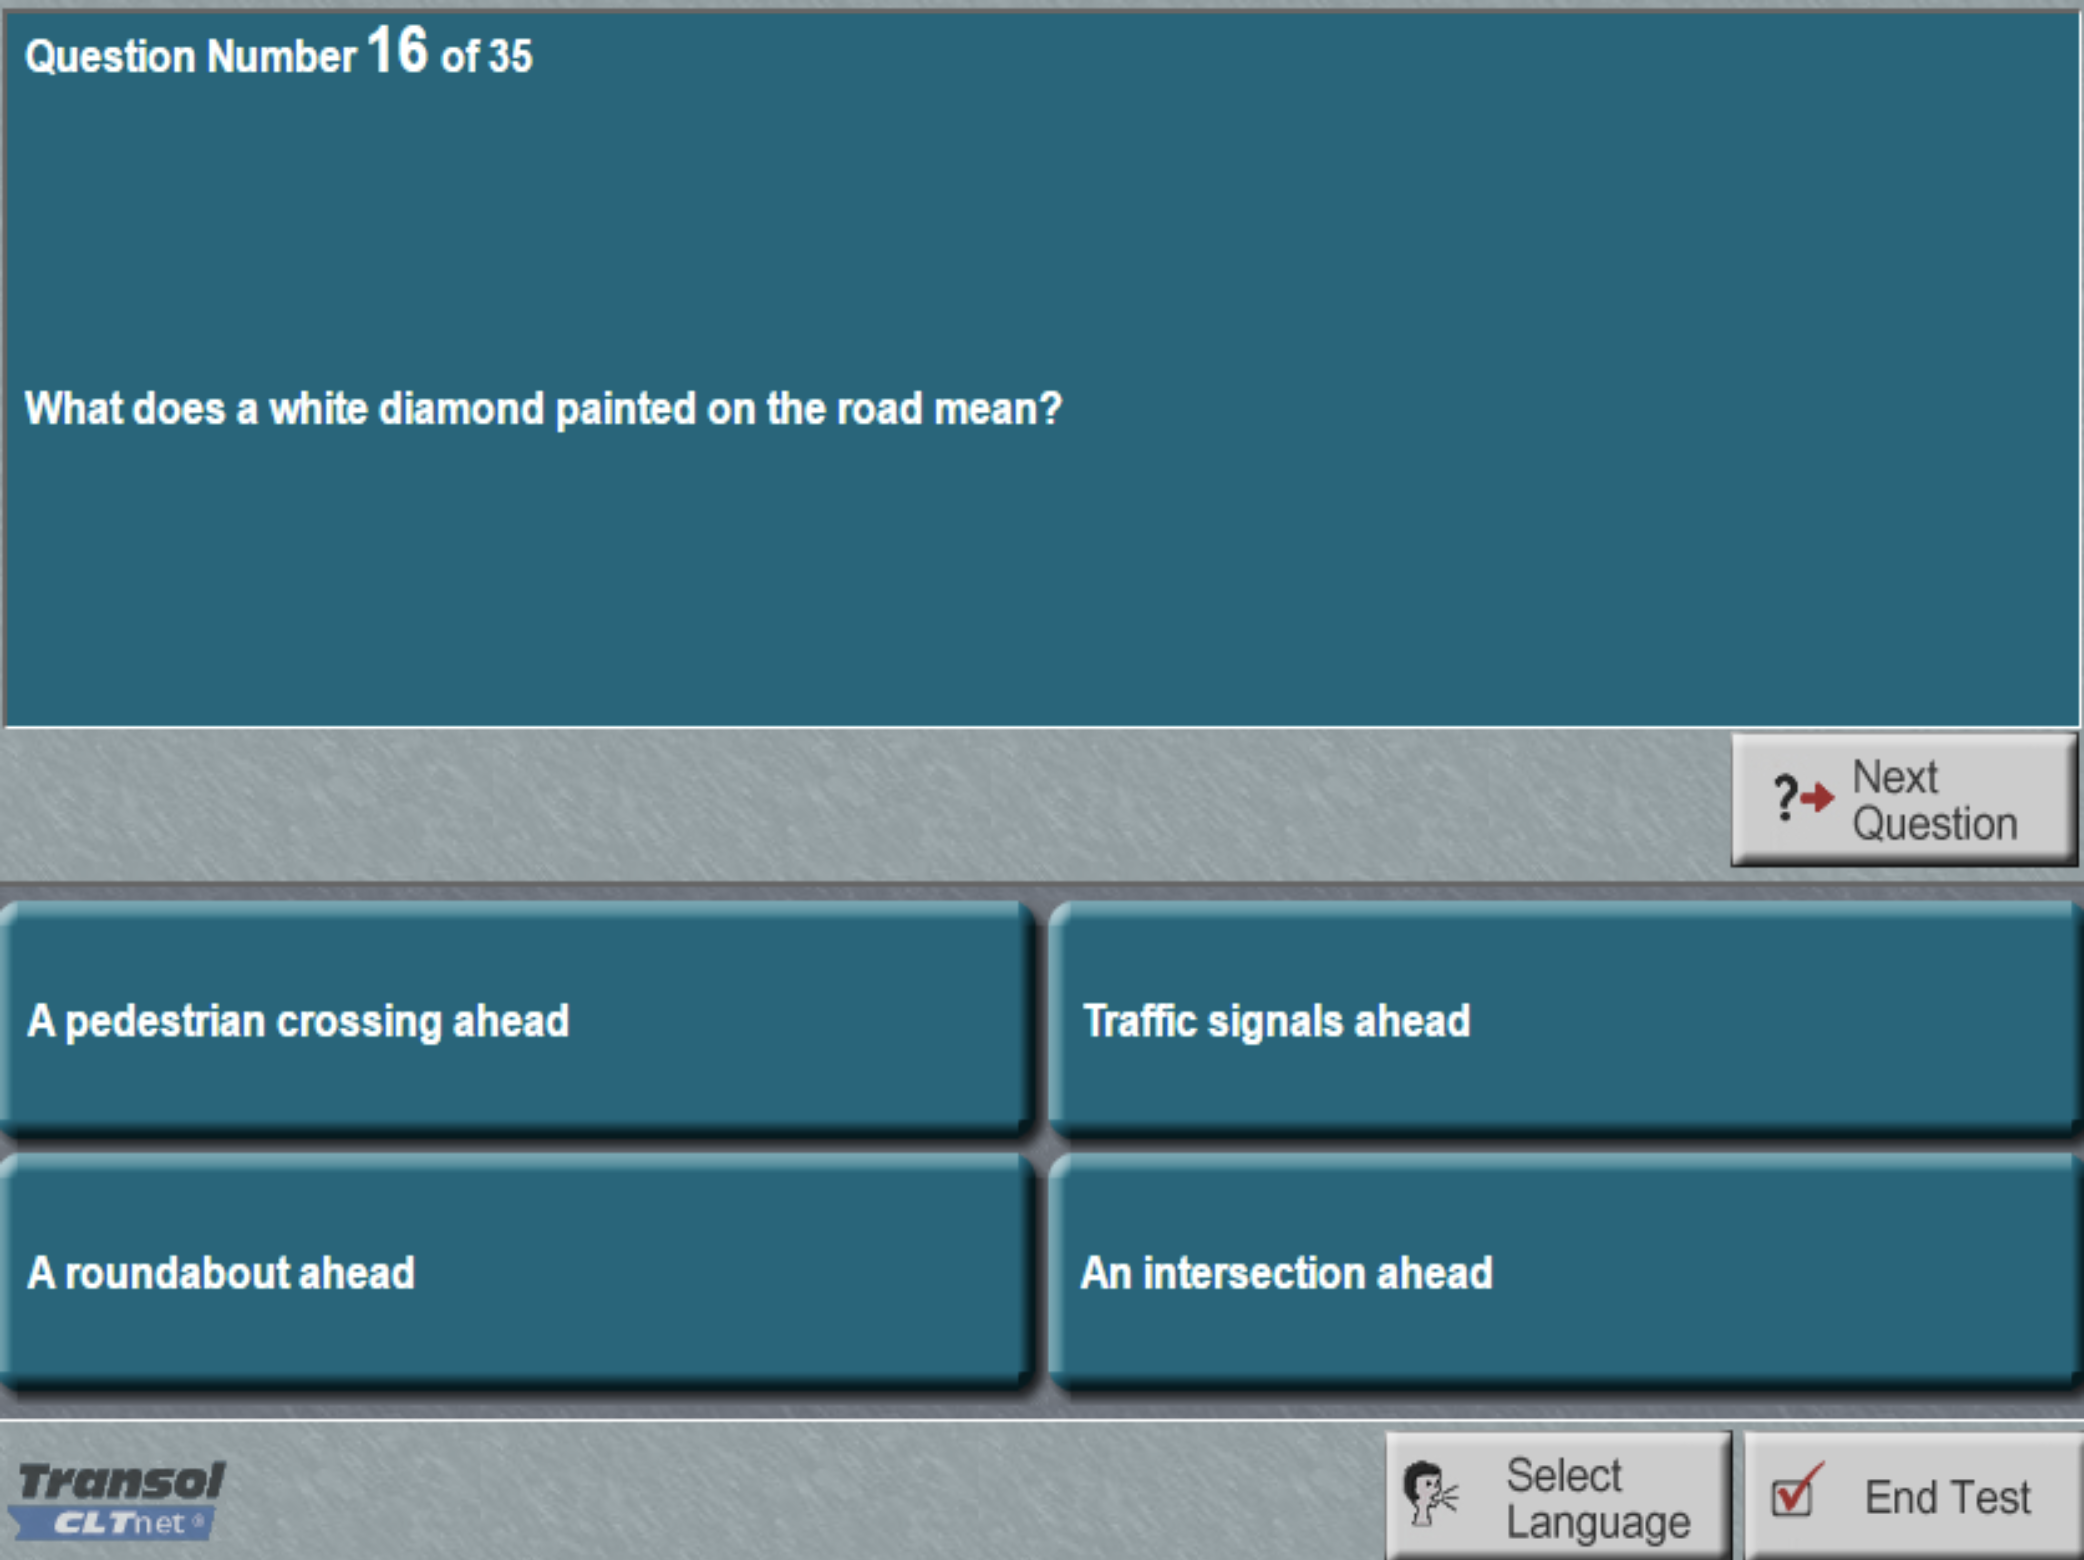 Question Number 16 of 35
What does a white diamond painted on the road mean?
Next
Question
A pedestrian crossing ahead
Traffic signals ahead
A roundabout ahead
An intersection ahead
Transol
CLTnet®
Select
Language
End Test